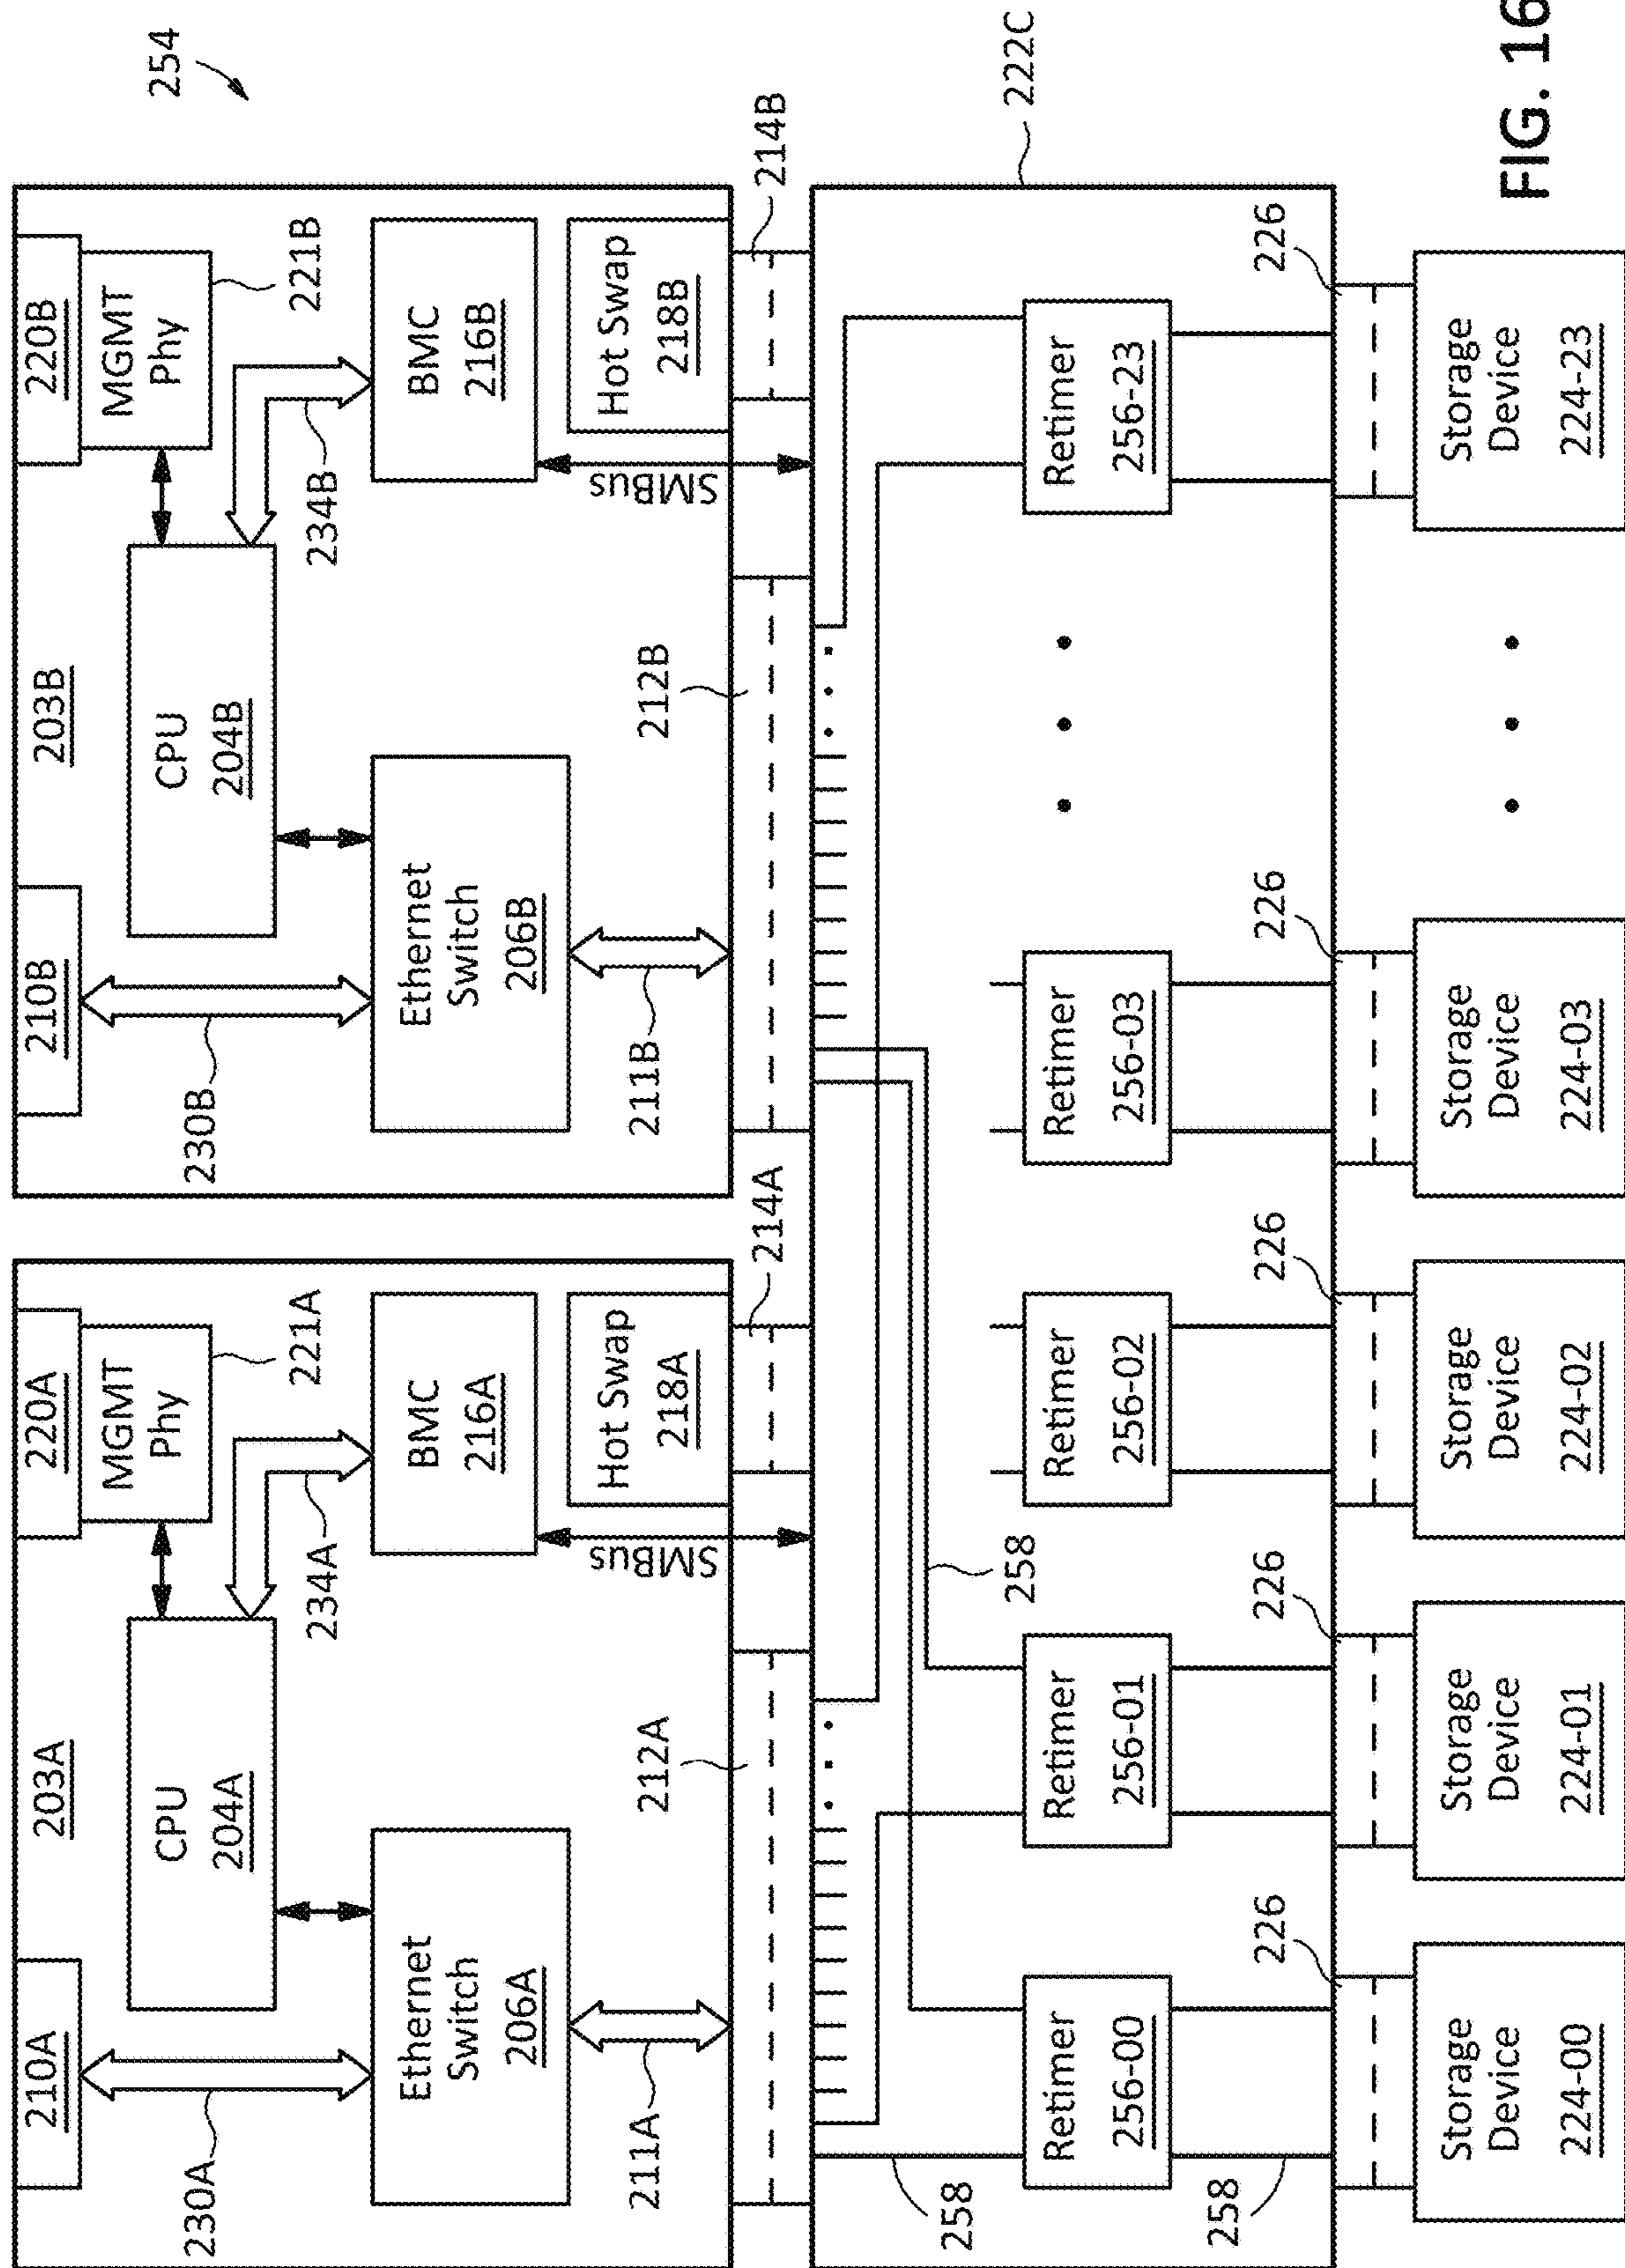 254
210A
203A
220A
MGMT
Phy
221A
CPU
204A
230A
234A
Ethernet
Switch
206A
BMC
216A
Hot Swap
218A
SMBus
211A
212A
214A
210B
203B
220B
MGMT
Phy
221B
CPU
204B
230B
234B
Ethernet
Switch
206B
BMC
216B
Hot Swap
218B
SMBus
211B
212B
214B
222C
258
258
258
Retimer
256-00
Retimer
256-01
Retimer
256-02
Retimer
256-03
Retimer
256-23
226
226
226
226
226
Storage
Device
224-00
Storage
Device
224-01
Storage
Device
224-02
Storage
Device
224-03
Storage
Device
224-23
FIG. 16